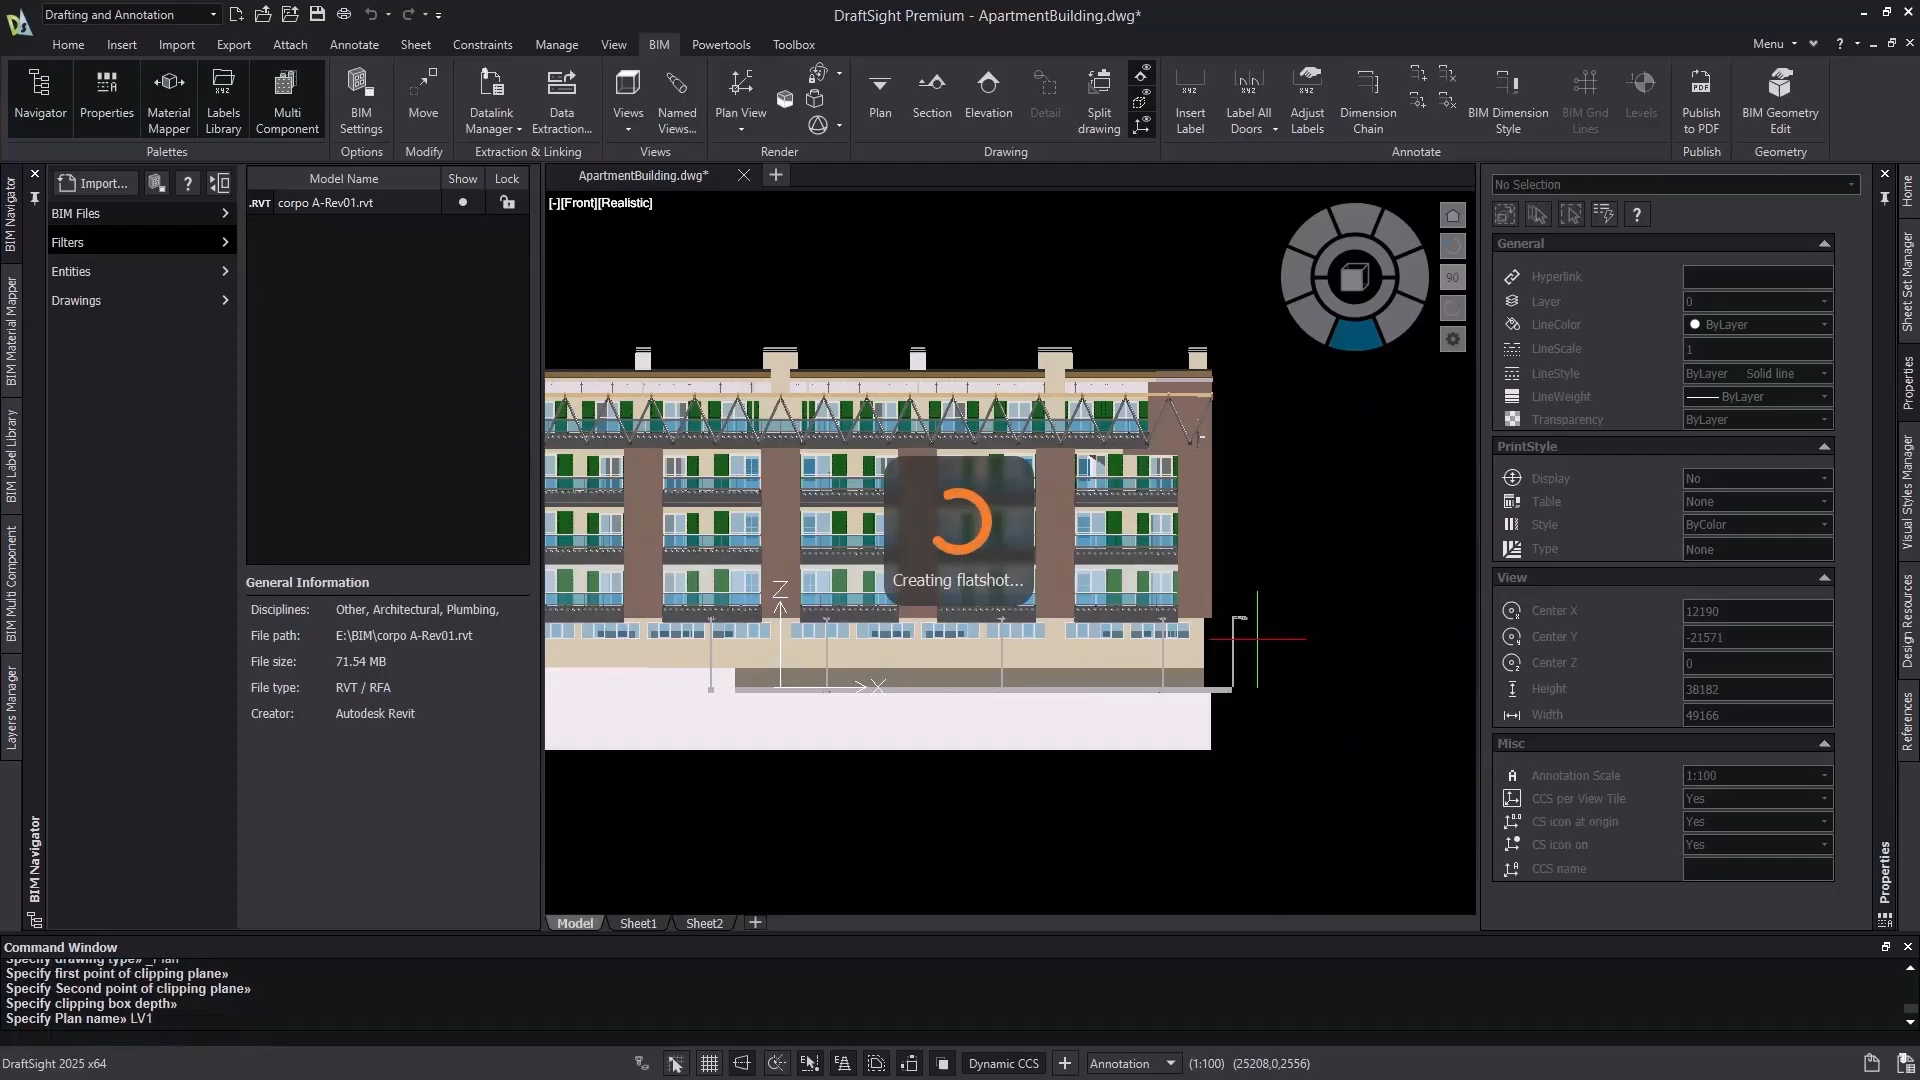 Drafting and Annotation
DraftSight Premium - ApartmentBuilding.dwg*
Home Insert Import Export Attach Annotate Sheet Constraints Manage View BIM Powertools Toolbox
Menu ?
Navigator
Properties
Material Mapper
Labels Library
Multi Component
Palettes
BIM Settings
Options
Move
Modify
Datalink Manager
Data Extraction...
Extraction & Linking
Views
Named Views...
Views
Plan View
Render
Plan
Section
Elevation
Detail
Split drawing
Drawing
Insert Label
Label All Doors
Adjust Labels
Dimension Chain
BIM Dimension Style
BIM Grid Lines
Levels
Annotate
Publish to PDF
Publish
BIM Geometry Edit
Geometry
BIM Navigator
BIM Material Mapper
BIM Label Library
BIM Multi Component
Layers Manager
BIM Navigator
Import...
?
BIM Files
Filters
Entities
Drawings
Model Name Show Lock
.RVT corpo A-Rev01.rvt
General Information
Disciplines: Other, Architectural, Plumbing,
File path: E:\BIM\corpo A-Rev01.rvt
File size: 71.54 MB
File type: RVT / RFA
Creator: Autodesk Revit
ApartmentBuilding.dwg*
[-][Front][Realistic]
90
Creating flatshot...
Z
X
Model Sheet1 Sheet2
No Selection
?
General
Hyperlink
Layer 0
LineColor ByLayer
LineScale 1
LineStyle ByLayer Solid line
LineWeight ByLayer
Transparency ByLayer
PrintStyle
Display No
Table None
Style ByColor
Type None
View
Center X 12190
Center Y -21571
Center Z 0
Height 38182
Width 49166
Misc
Annotation Scale 1:100
CCS per View Tile Yes
CS icon at origin Yes
CS icon on Yes
CCS name
Properties
Home
Sheet Set Manager
Properties
Visual Styles Manager
Design Resources
References
Command Window
Specify drawing type» _Plan
Specify first point of clipping plane»
Specify Second point of clipping plane»
Specify clipping box depth»
Specify Plan name» LV1
DraftSight 2025 x64
Dynamic CCS
Annotation
(1:100)
(25208,0,2556)